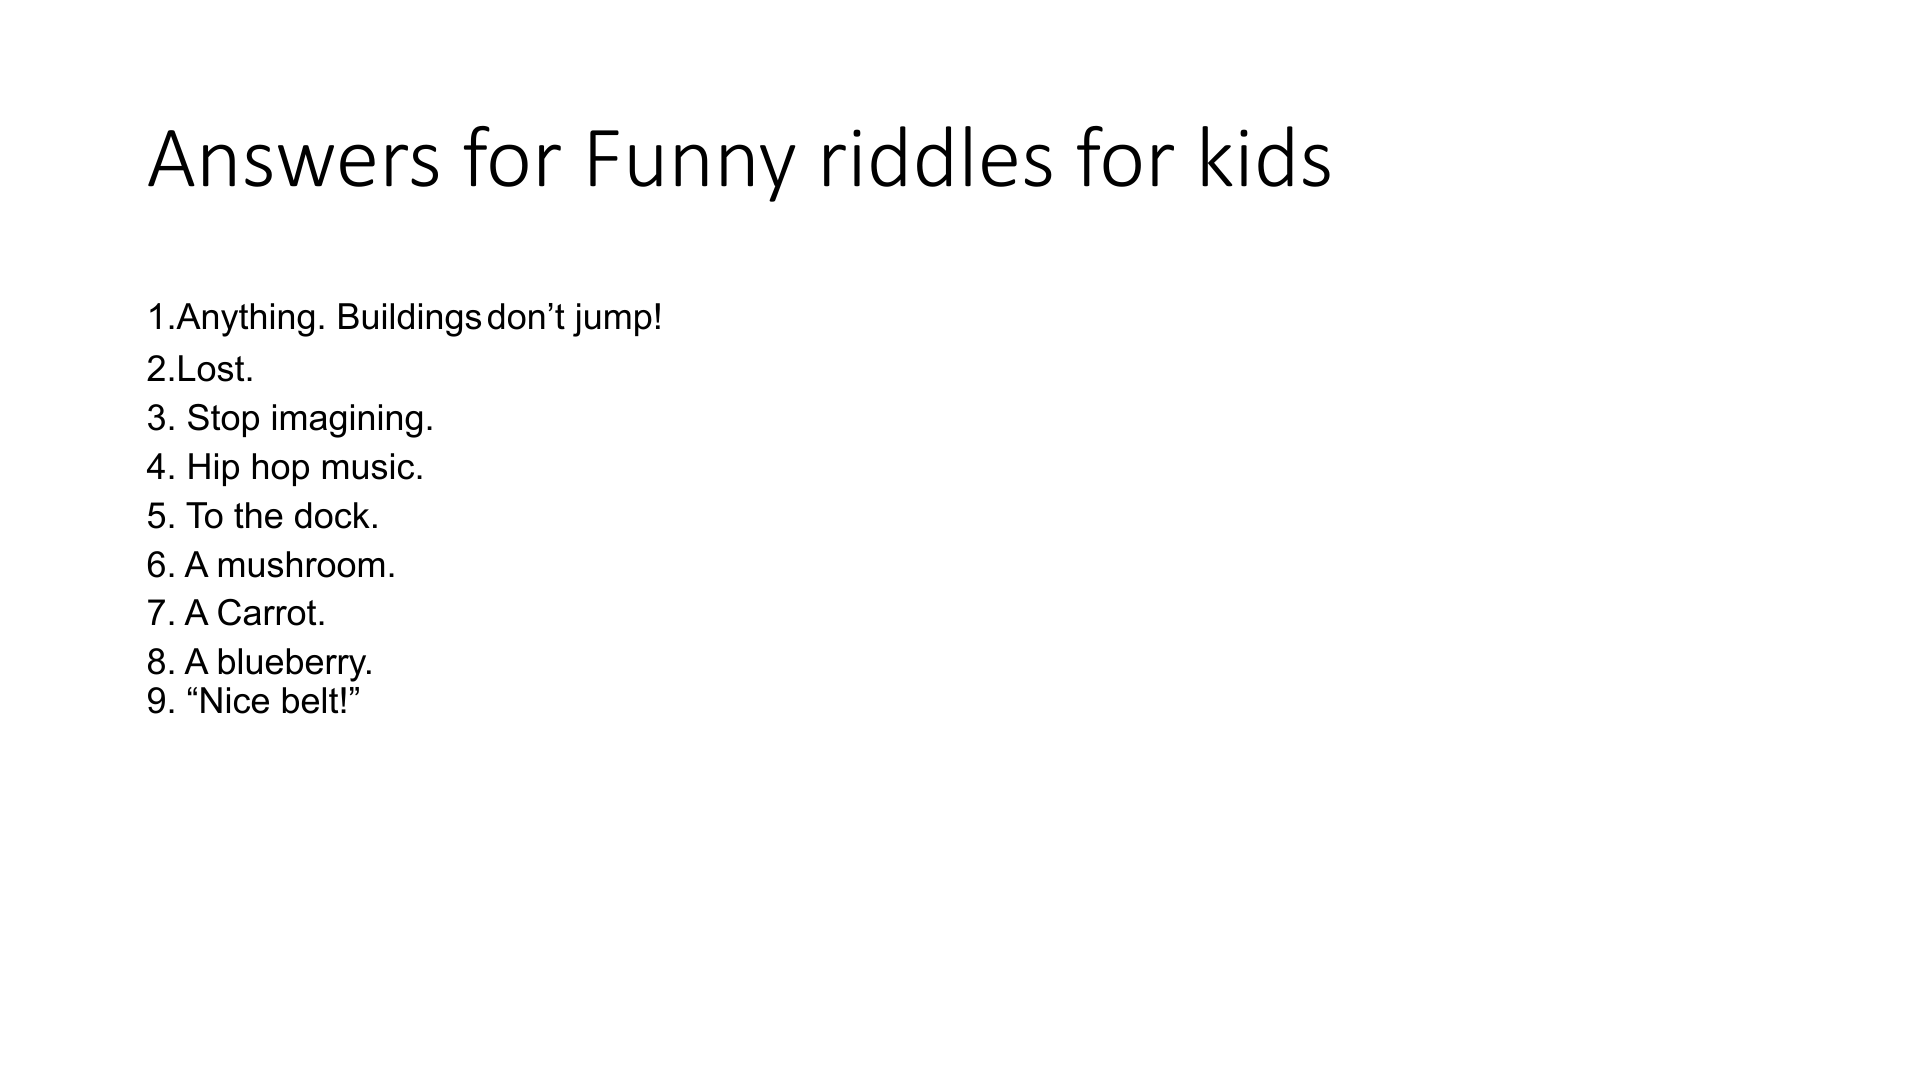 Answers for Funny riddles for kids
1.Anything. Buildings don’t jump!
2.Lost.
3. Stop imagining.
4. Hip hop music.
5. To the dock.
6. A mushroom.
7. A Carrot.
8. A blueberry.
9. “Nice belt!”